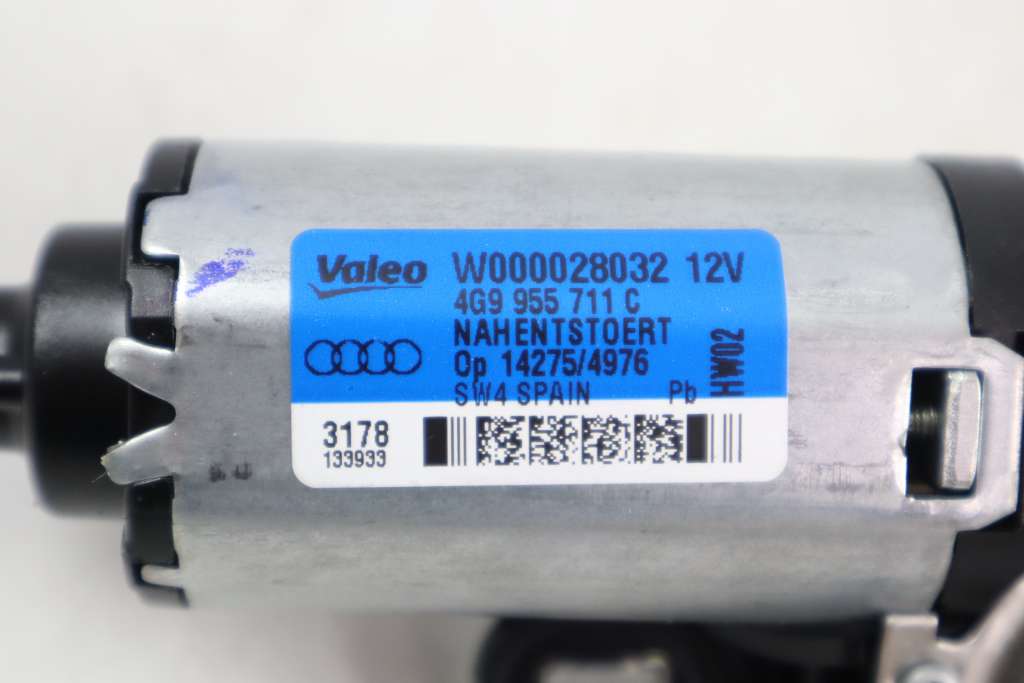 Valeo W000028032 12V
4G9 955 711 C
NAHENTSTOERT
Op 14275/4976
SW4 SPAIN Pb
HW02
3178
133933